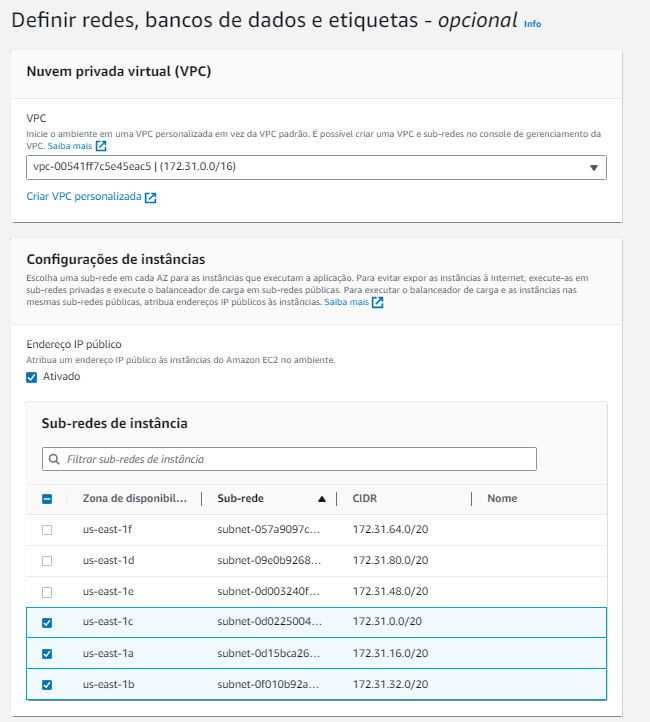 Definir redes, bancos de dados e etiquetas - opcional Info
Nuvem privada virtual (VPC)
VPC
Inicie o ambiente em uma VPC personalizada em vez da VPC padrão. É possível criar uma VPC e sub-redes no console de gerenciamento da
VPC. Saiba mais
vpc-00541ff7c5e45eac5 | (172.31.0.0/16)
Criar VPC personalizada
Configurações de instâncias
Escolha uma sub-rede em cada AZ para as instâncias que executam a aplicação. Para evitar expor as instâncias à Internet, execute-as em
sub-redes privadas e execute o balanceador de carga em sub-redes públicas. Para executar o balanceador de carga e as instâncias nas
mesmas sub-redes públicas, atribua endereços IP públicos às instâncias. Saiba mais
Endereço IP público
Atribua um endereço IP público às instâncias do Amazon EC2 no ambiente.
Ativado
Sub-redes de instância
Filtrar sub-redes de instância
Zona de disponibil... Sub-rede CIDR Nome
us-east-1f subnet-057a9097c... 172.31.64.0/20
us-east-1d subnet-09e0b9268... 172.31.80.0/20
us-east-1e subnet-0d003240f... 172.31.48.0/20
us-east-1c subnet-0d0225004... 172.31.0.0/20
us-east-1a subnet-0d15bca26... 172.31.16.0/20
us-east-1b subnet-0f010b92a... 172.31.32.0/20